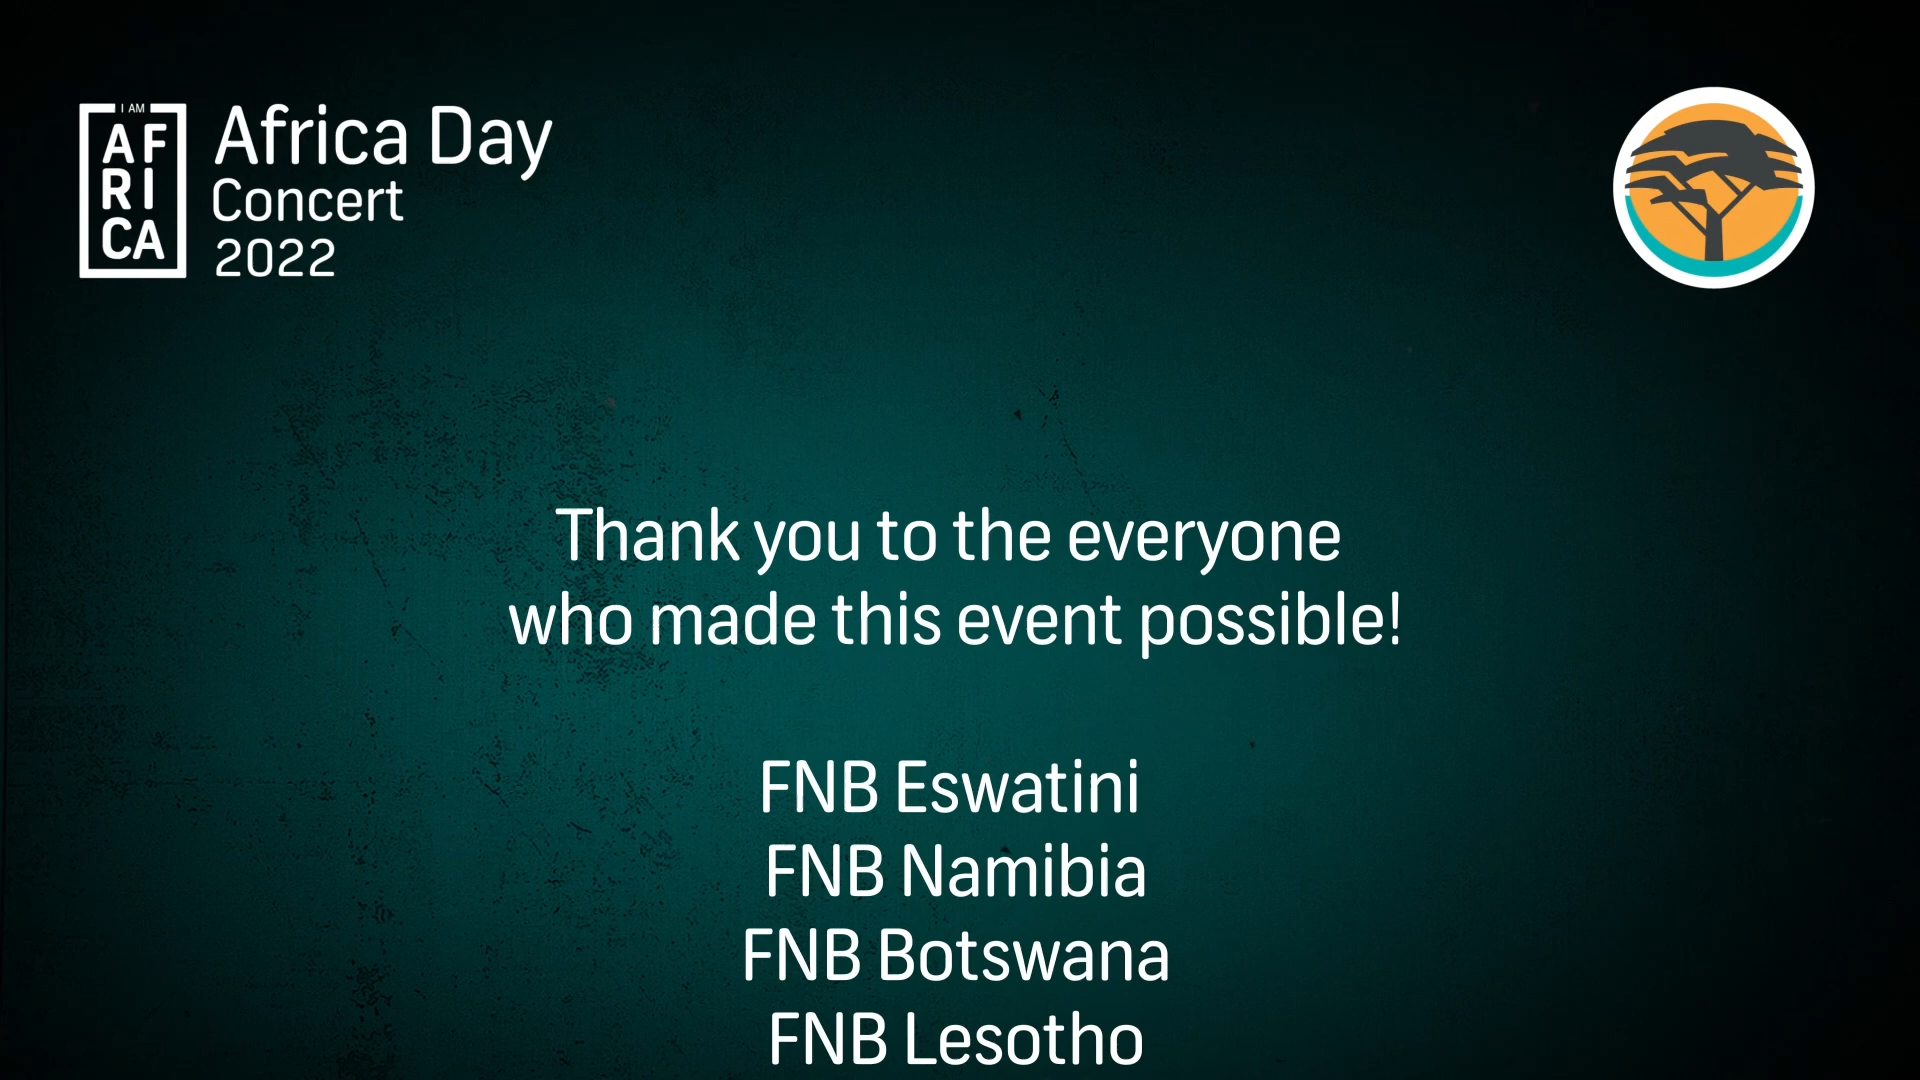 I AM
AF
RI
CA
Africa Day
Concert
2022
Thank you to the everyone
who made this event possible!
FNB Eswatini
FNB Namibia
FNB Botswana
FNB Lesotho